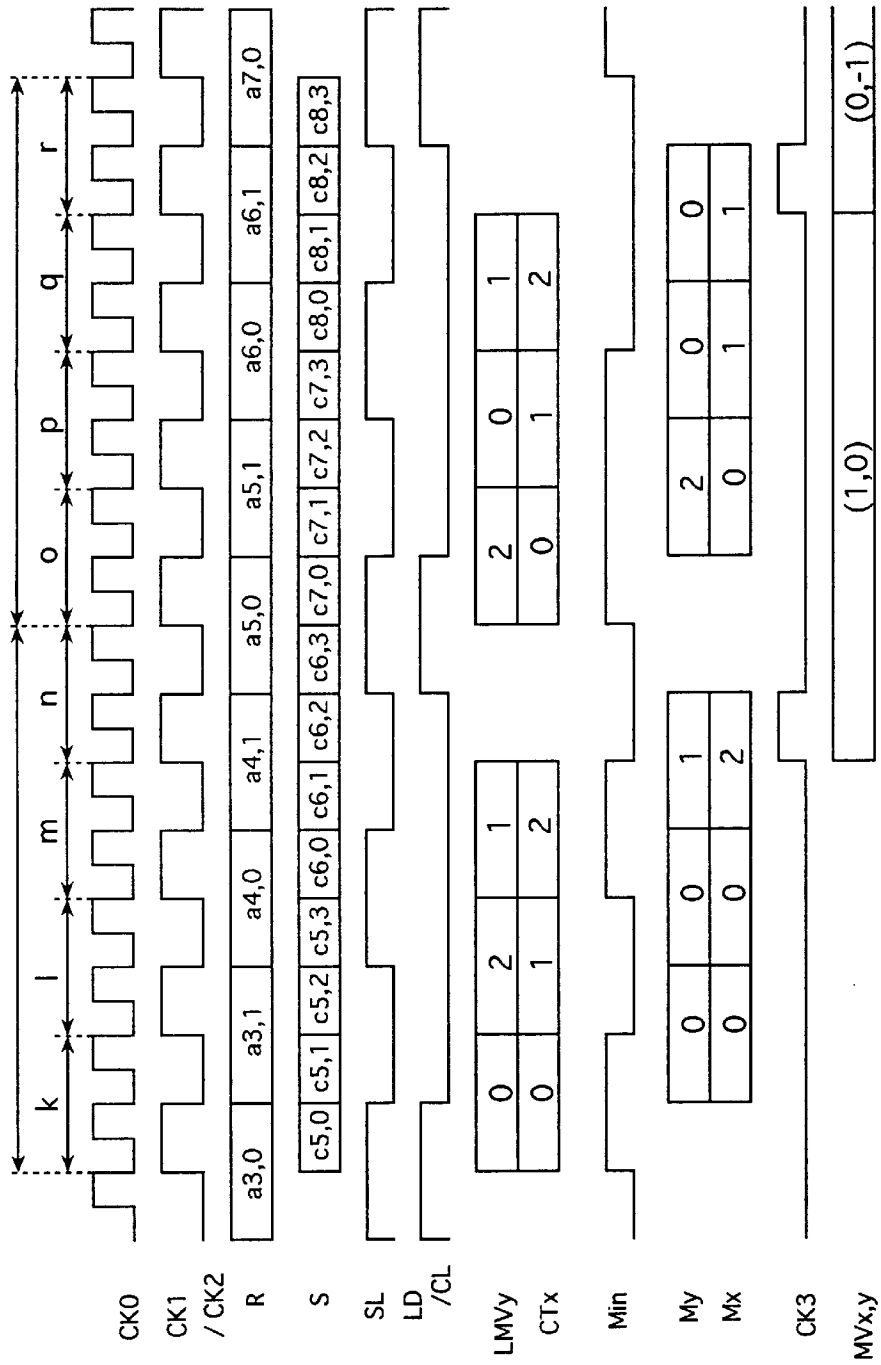 k l m n o p q r
CK0
CK1
/ CK2
R a3,0 a3,1 a4,0 a4,1 a5,0 a5,1 a6,0 a6,1 a7,0
S c5,0 c5,1 c5,2 c5,3 c6,0 c6,1 c6,2 c6,3 c7,0 c7,1 c7,2 c7,3 c8,0 c8,1 c8,2 c8,3
SL
LD
/CL
LMVy 0 2 1 2 0 1
CTx 0 1 2 0 1 2
Min
My 0 0 1 2 0 0
Mx 0 0 2 0 1 1
CK3
MVx,y (1,0) (0,-1)